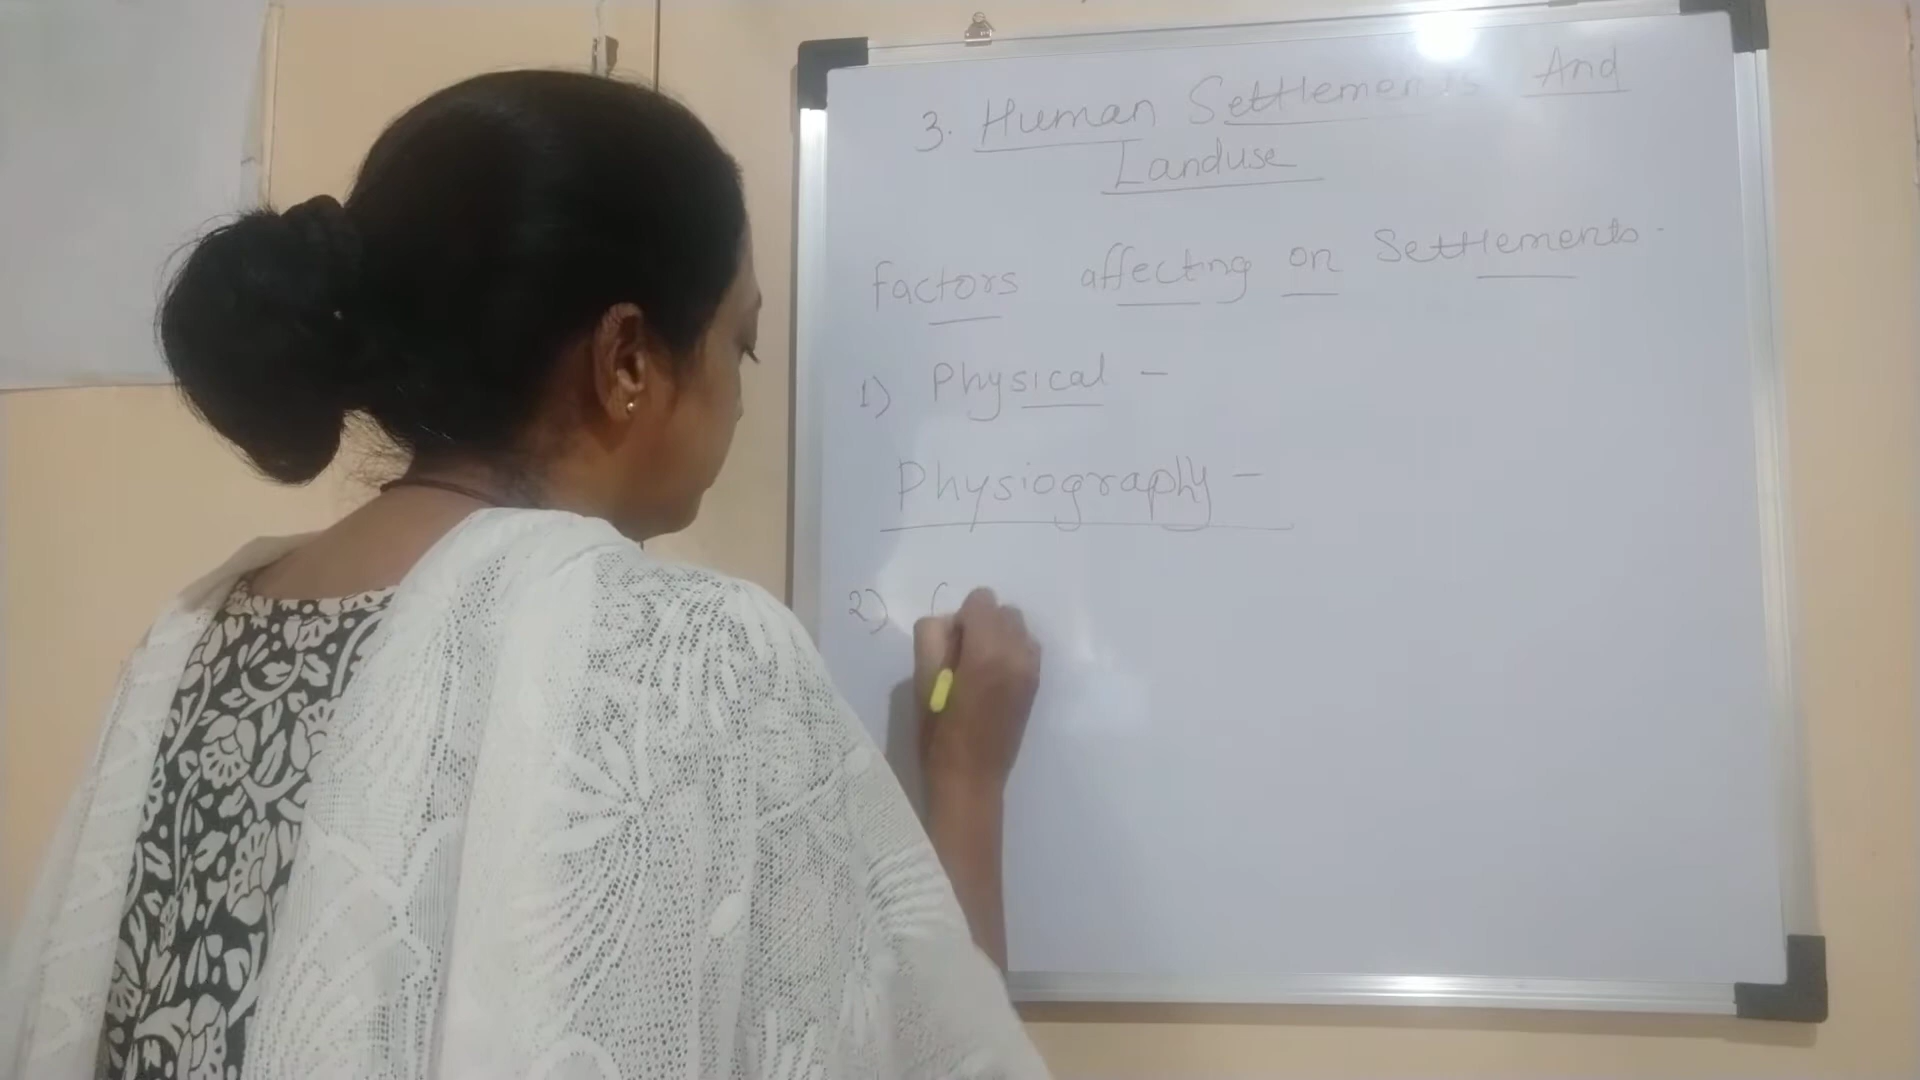 3. Human Settlements And
Landuse
factors affecting on Settlements.
1) Physical -
Physiography -
2)